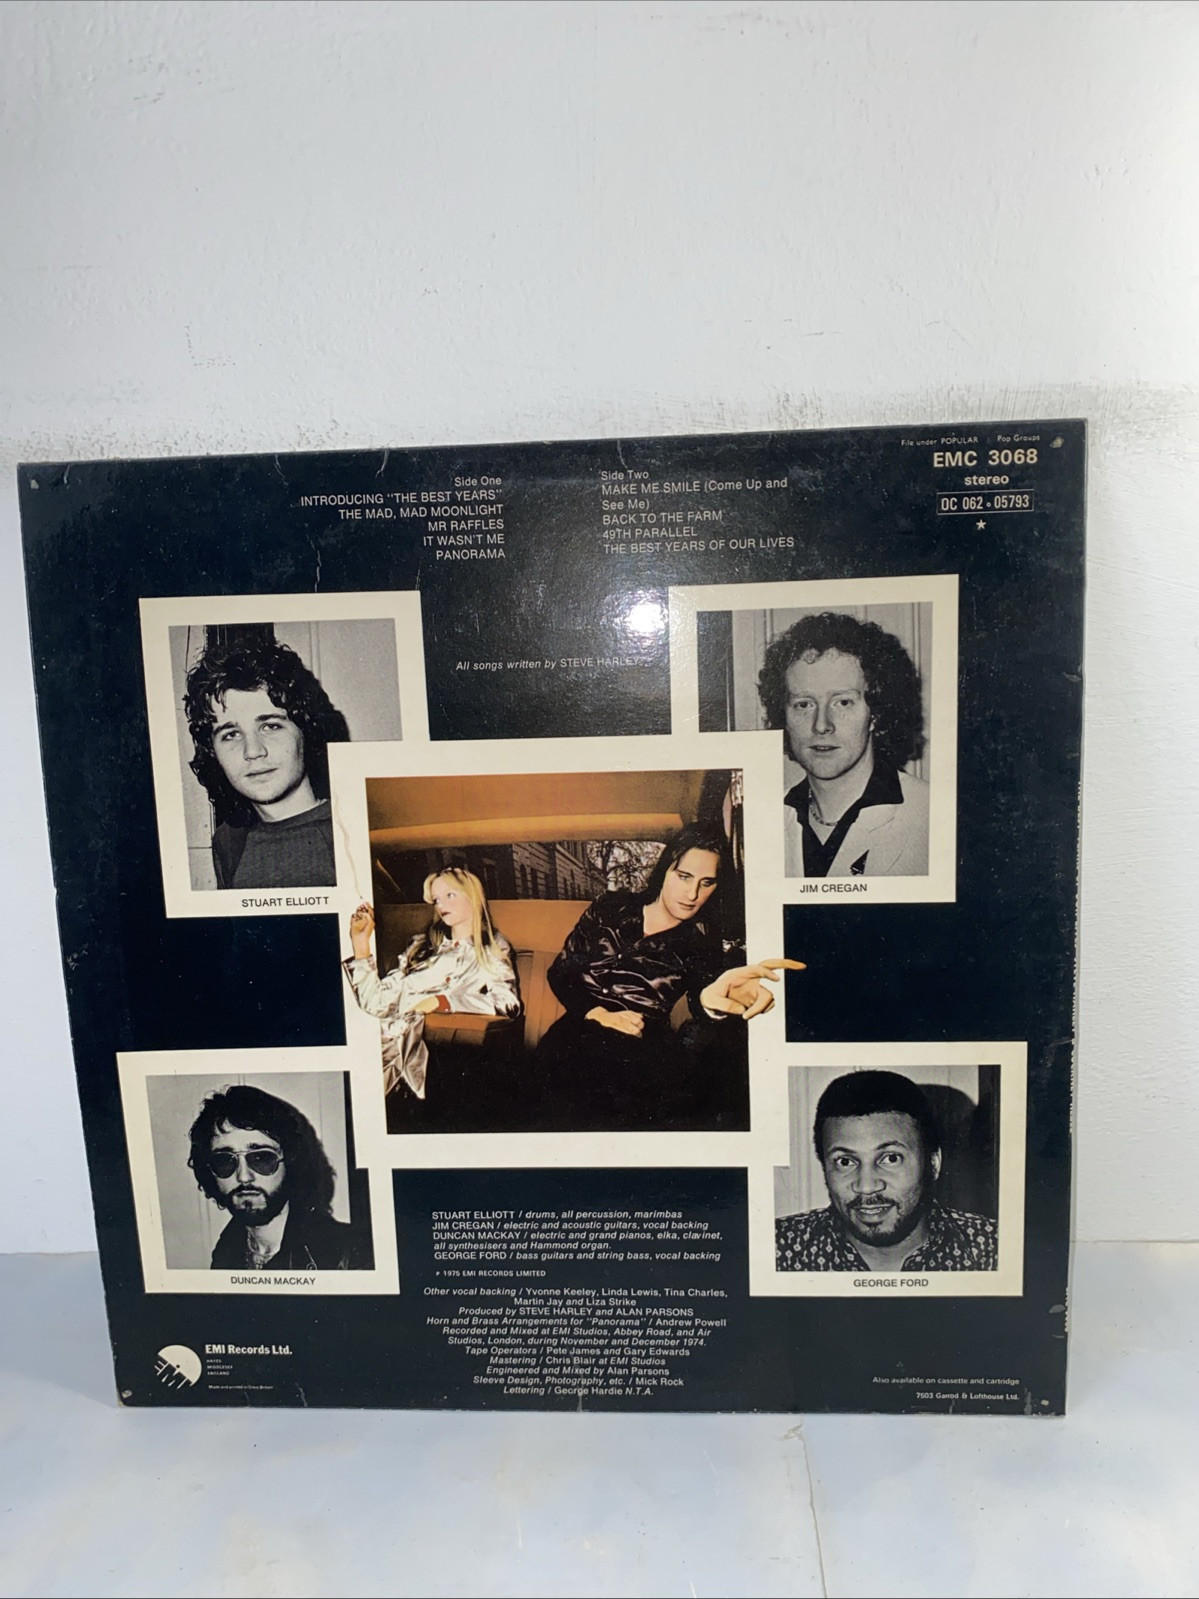 File under POPULAR : Pop Groups
EMC 3068
stereo
OC 062 • 05793
Side One
INTRODUCING "THE BEST YEARS"
THE MAD, MAD MOONLIGHT
MR RAFFLES
IT WASN'T ME
PANORAMA
Side Two
MAKE ME SMILE (Come Up and
See Me)
BACK TO THE FARM
49TH PARALLEL
THE BEST YEARS OF OUR LIVES
All songs written by STEVE HARLEY
STUART ELLIOTT
JIM CREGAN
DUNCAN MACKAY
GEORGE FORD
STUART ELLIOTT / drums, all percussion, marimbas
JIM CREGAN / electric and acoustic guitars, vocal backing
DUNCAN MACKAY / electric and grand pianos, elka, clavinet,
all synthesisers and Hammond organ.
GEORGE FORD / bass guitars and string bass, vocal backing
℗ 1975 EMI RECORDS LIMITED
Other vocal backing / Yvonne Keeley, Linda Lewis, Tina Charles,
Martin Jay and Liza Strike
Produced by STEVE HARLEY and ALAN PARSONS
Horn and Brass Arrangements for "Panorama" / Andrew Powell
Recorded and Mixed at EMI Studios, Abbey Road, and Air
Studios, London, during November and December 1974.
Tape Operators / Pete James and Gary Edwards
Mastering / Chris Blair at EMI Studios
Engineered and Mixed by Alan Parsons
Sleeve Design, Photography, etc. / Mick Rock
Lettering / George Hardie N.T.A.
EMI Records Ltd.
HAYES
MIDDLESEX
ENGLAND
Made and printed in Great Britain
Also available on cassette and cartridge
7503 Garrod & Lofthouse Ltd.